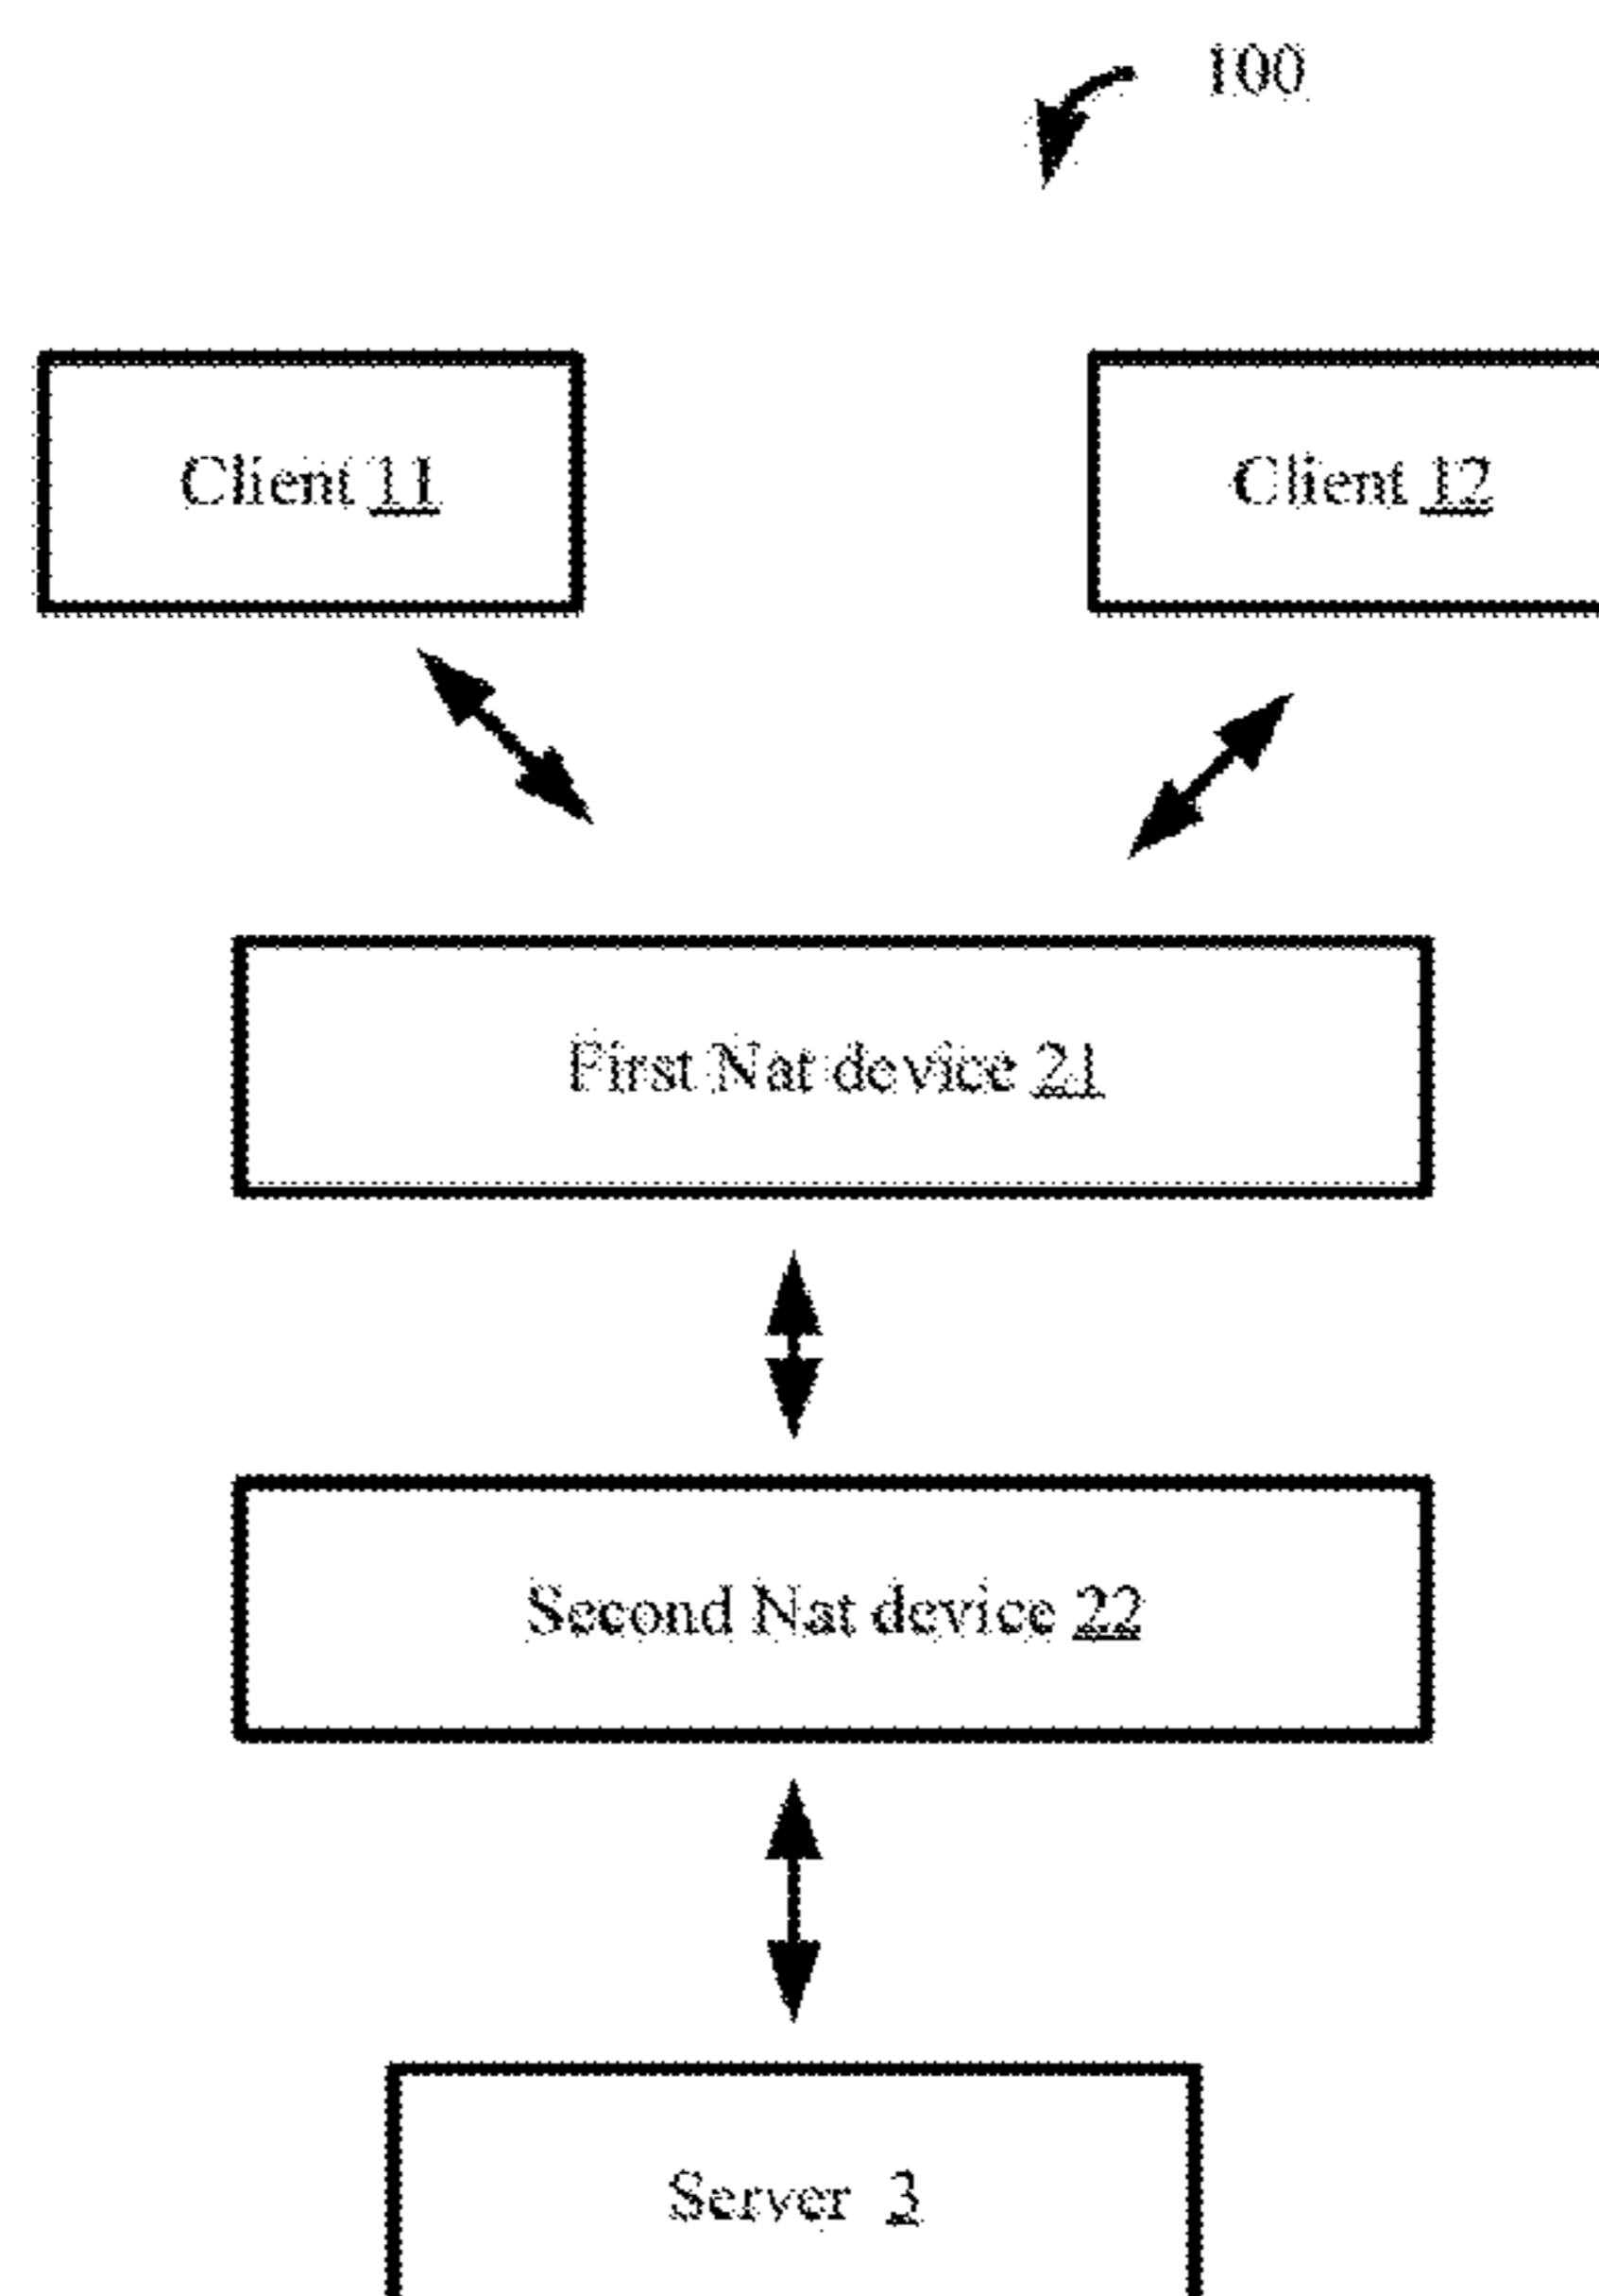 100
Client 11
Client 12
First Nat device 21
Second Nat device 22
Server 3